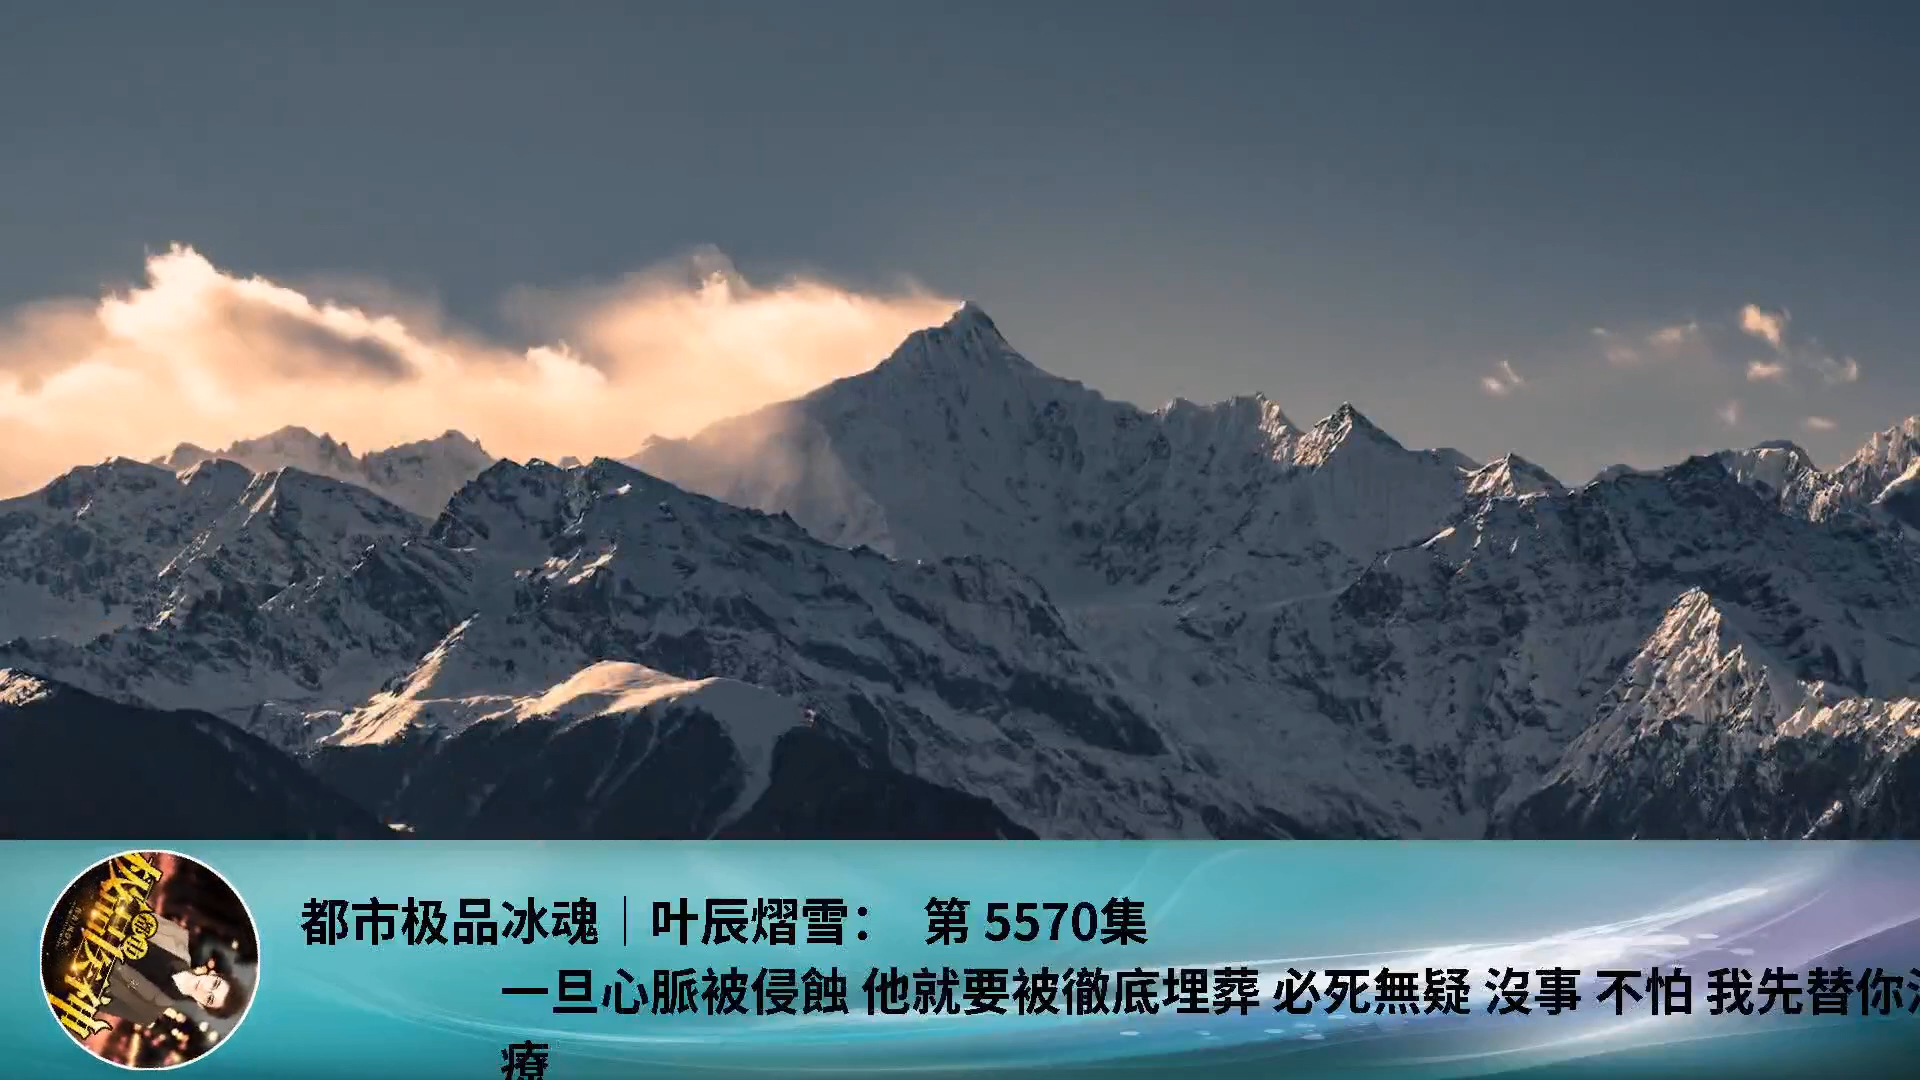 都市极品冰魂｜叶辰熠雪： 第 5570集
一旦心脈被侵蝕 他就要被徹底埋葬 必死無疑 沒事 不怕 我先替你治
療